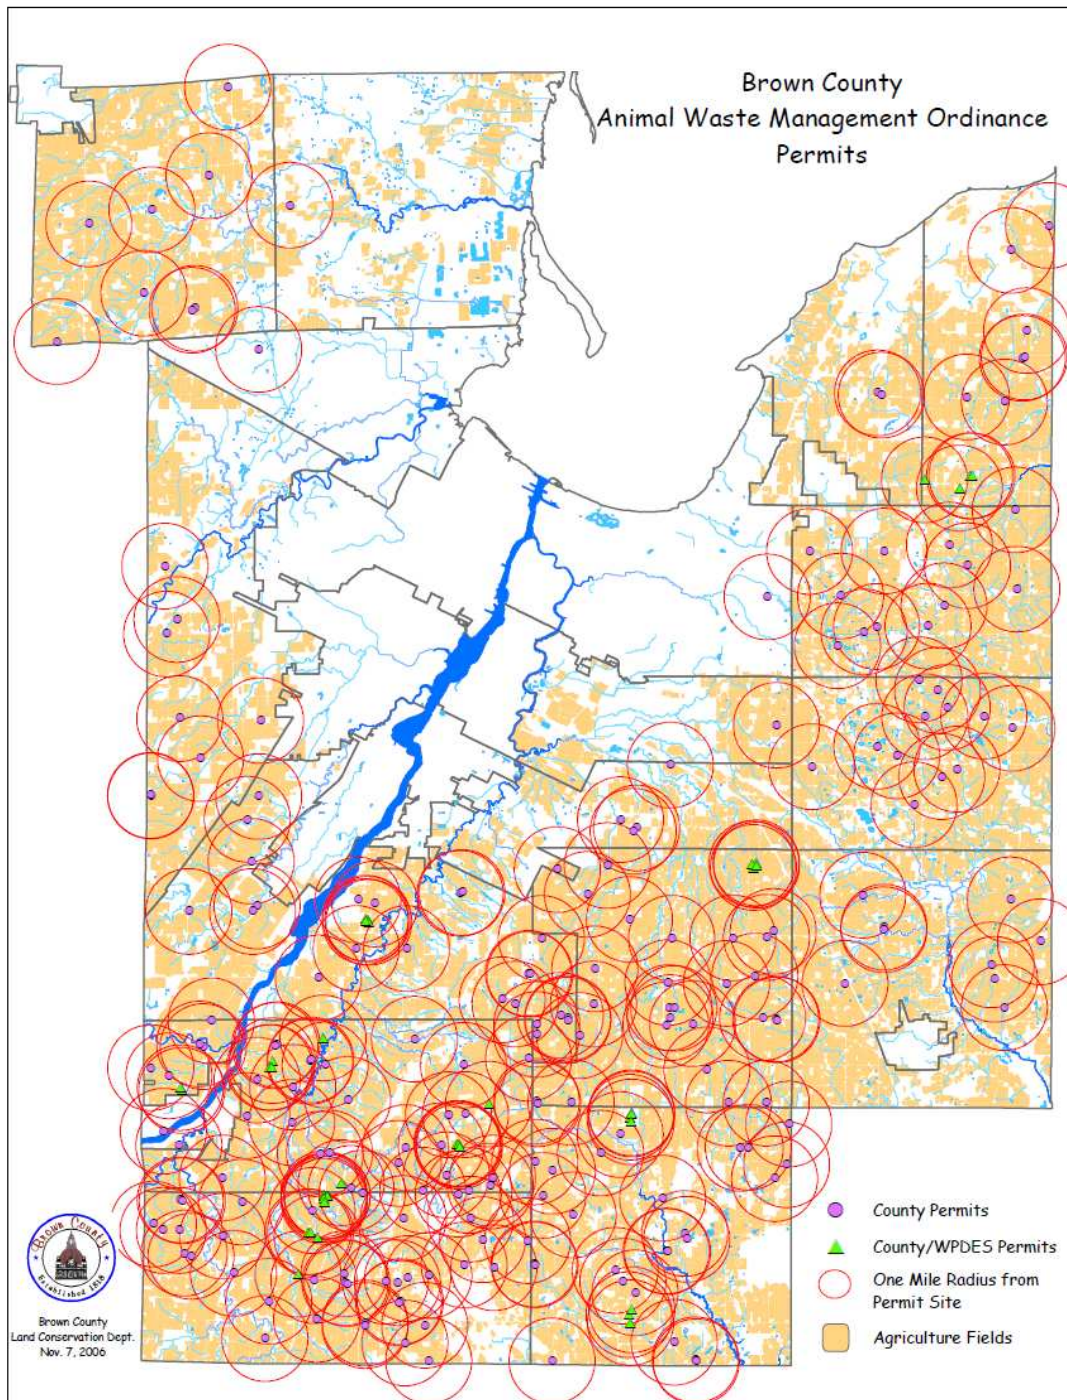 Brown County
Animal Waste Management Ordinance
Permits
County Permits
County/WPDES Permits
One Mile Radius from
Permit Site
Agriculture Fields
Brown County
Established 1818
Brown County
Land Conservation Dept.
Nov. 7, 2006